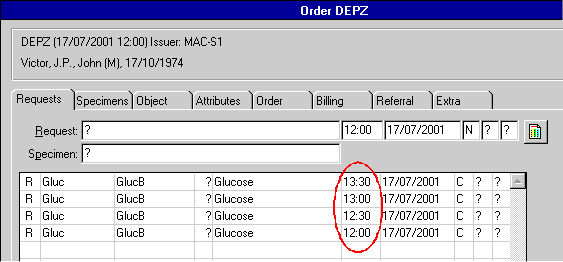 Order DEPZ
DEPZ (17/07/2001 12:00) Issuer: MAC-S1
Victor, J.P., John (M), 17/10/1974
Requests Specimens Object Attributes Order Billing Referral Extra
Request: ? 12:00 17/07/2001 N ? ?
Specimen: ?
R Gluc GlucB ? Glucose 13:30 17/07/2001 C ? ?
R Gluc GlucB ? Glucose 13:00 17/07/2001 C ? ?
R Gluc GlucB ? Glucose 12:30 17/07/2001 C ? ?
R Gluc GlucB ? Glucose 12:00 17/07/2001 C ? ?